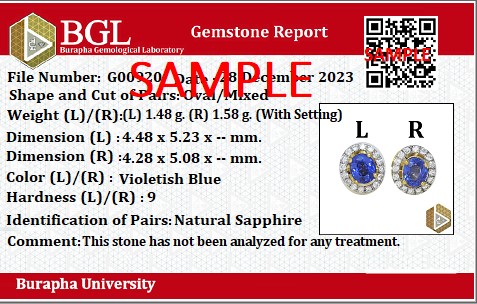 BGL
Burapha Gemological Laboratory
Gemstone Report
SAMPLE
File Number: G00920 Date :28 December 2023
SAMPLE
Shape and Cut of Pairs: Oval/Mixed
Weight (L)/(R):(L) 1.48 g. (R) 1.58 g. (With Setting)
Dimension (L) :4.48 x 5.23 x -- mm.
Dimension (R) :4.28 x 5.08 x -- mm.
Color (L)/(R) : Violetish Blue
Hardness (L)/(R) : 9
Identification of Pairs: Natural Sapphire
Comment: This stone has not been analyzed for any treatment.
L R
Burapha University